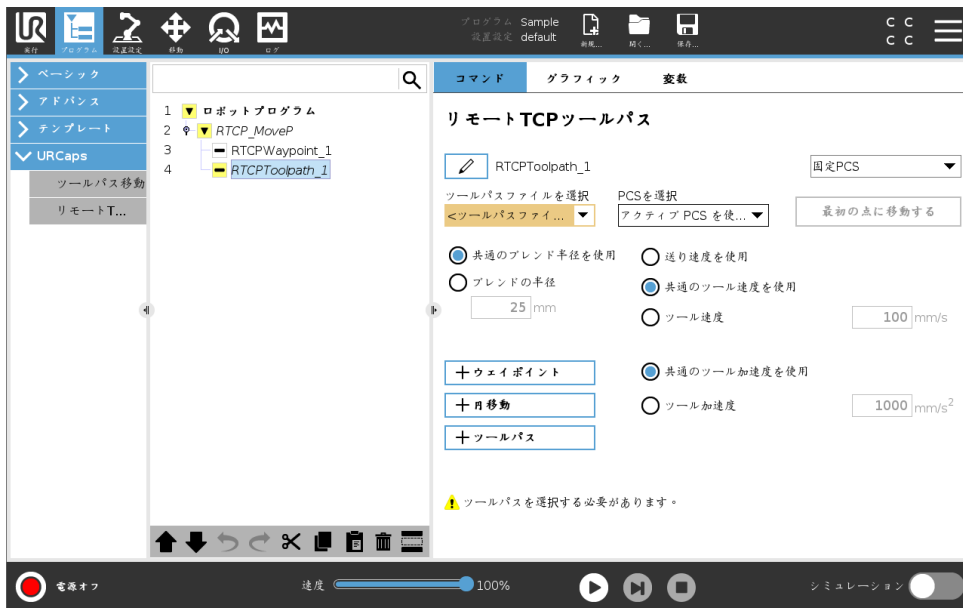 プログラム Sample
設置設定 default
UR
実行 プログラム 設置設定 移動 I/O ログ
新規... 開く... 保存...
C C
C C
ベーシック
アドバンス
テンプレート
URCaps
ツールパス移動
リモートT...
1 ロボットプログラム
2 RTCP_MoveP
3 RTCPWaypoint_1
4 RTCPToolpath_1
コマンド グラフィック 変数
リモートTCPツールパス
RTCPToolpath_1
固定PCS
ツールパスファイルを選択 PCSを選択
<ツールパスファイ... アクティブ PCS を使... 最初の点に移動する
共通のブレンド半径を使用 送り速度を使用
ブレンドの半径 共通のツール速度を使用
25 mm ツール速度 100 mm/s
ウェイポイント 共通のツール加速度を使用
円移動 ツール加速度 1000 mm/s²
ツールパス
ツールパスを選択する必要があります。
電源オフ 速度 100% シミュレーション